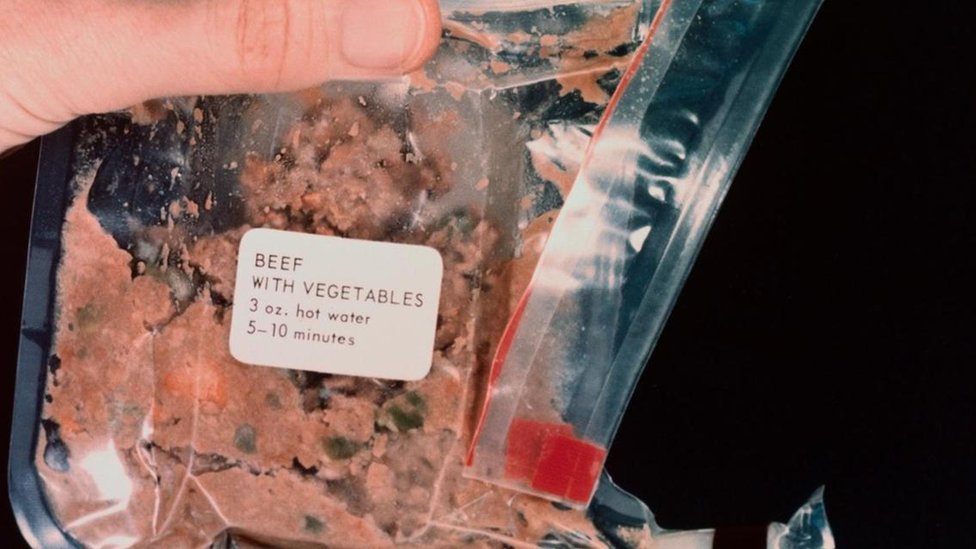 BEEF
WITH VEGETABLES
3 oz. hot water
5–10 minutes